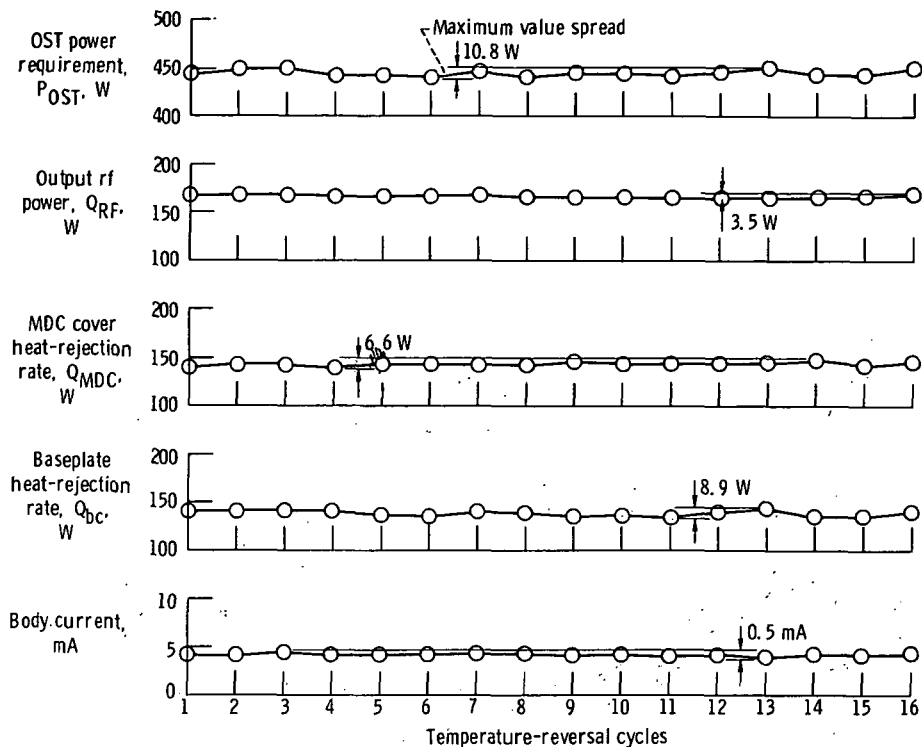 500
Maximum value spread
OST power
requirement,
P_OST, W
10.8 W
450
400
200
Output rf
power, Q_RF,
W
150
3.5 W
100
200
MDC cover
heat-rejection
rate, Q_MDC,
W
6.6 W
150
100
200
Baseplate
heat-rejection
rate, Q_bc,
W
8.9 W
150
100
10
Body current,
mA
5
0.5 mA
0
1 2 3 4 5 6 7 8 9 10 11 12 13 14 15 16
Temperature-reversal cycles